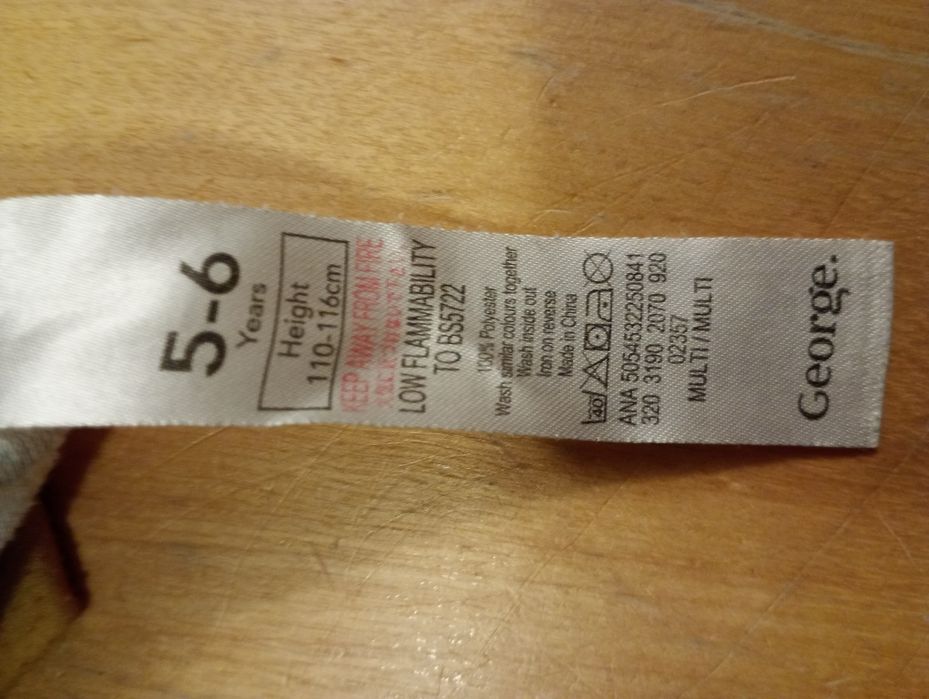 5-6
Years
Height
110-116cm
KEEP AWAY FROM FIRE
LOW FLAMMABILITY
TO BS5722
100% Polyester
Wash similar colours together
Wash inside out
Iron on reverse
Made in China
40
ANA 5054532250841
320 3190 2070 920
02357
MULTI / MULTI
George.